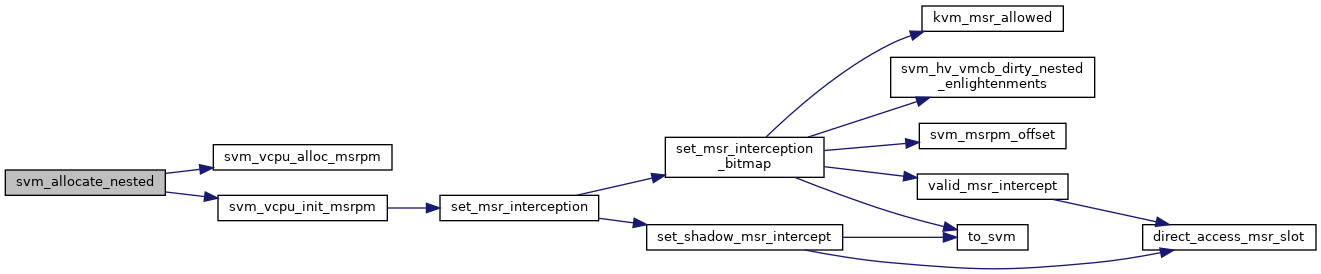 svm_allocate_nested
svm_vcpu_alloc_msrpm
svm_vcpu_init_msrpm
set_msr_interception
set_msr_interception
_bitmap
set_shadow_msr_intercept
kvm_msr_allowed
svm_hv_vmcb_dirty_nested
_enlightenments
svm_msrpm_offset
valid_msr_intercept
to_svm
direct_access_msr_slot